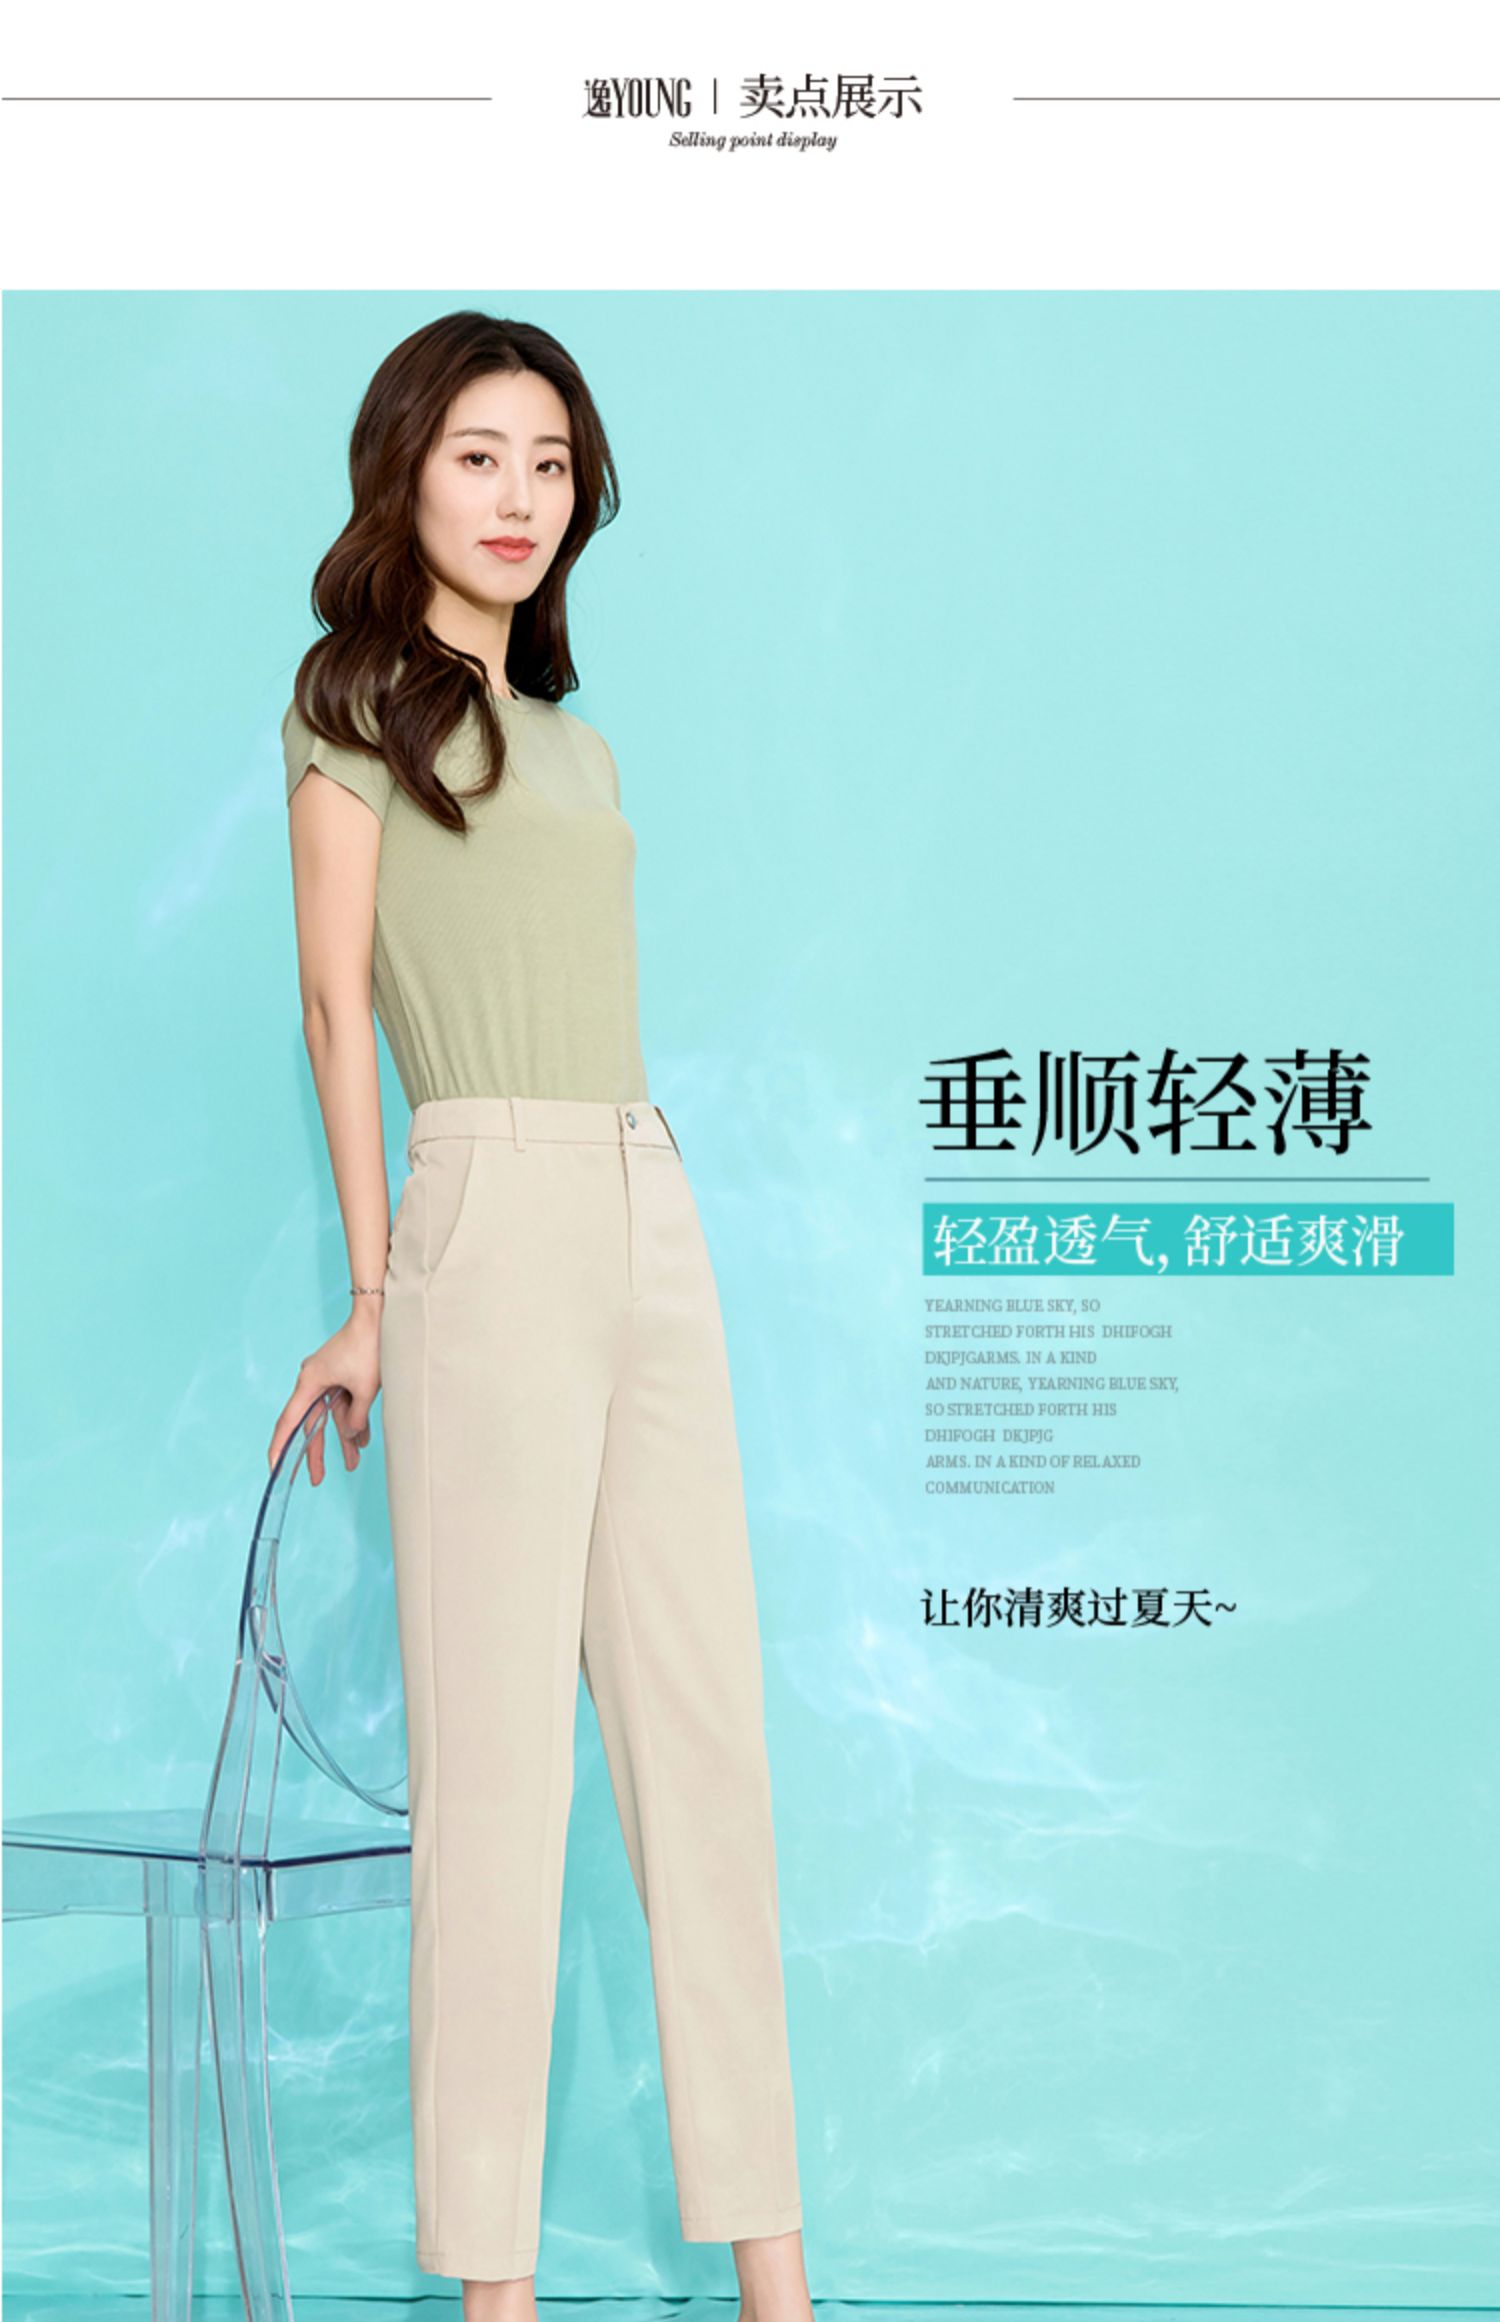 逸YOUNG | 卖点展示
Selling point display
垂顺轻薄
轻盈透气, 舒适爽滑
YEARNING BLUE SKY, SO
STRETCHED FORTH HIS DHIFOGH
DKJPJGARMS. IN A KIND
AND NATURE, YEARNING BLUE SKY,
SO STRETCHED FORTH HIS
DHIFOGH DKJPJG
ARMS. IN A KIND OF RELAXED
COMMUNICATION
让你清爽过夏天~